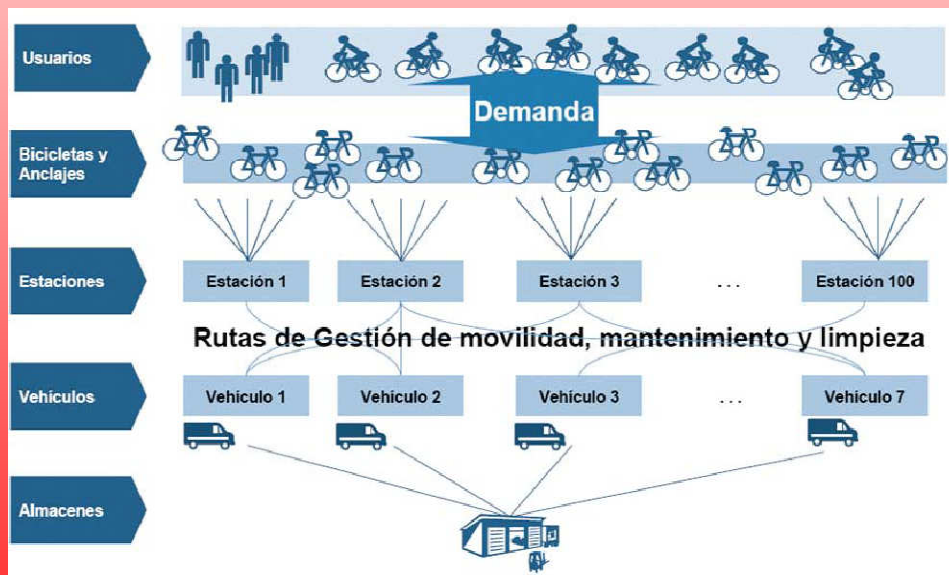 Usuarios
Demanda
Bicicletas y
Anclajes
Estaciones
Estación 1
Estación 2
Estación 3
. . .
Estación 100
Rutas de Gestión de movilidad, mantenimiento y limpieza
Vehículos
Vehículo 1
Vehículo 2
Vehículo 3
. . .
Vehículo 7
Almacenes